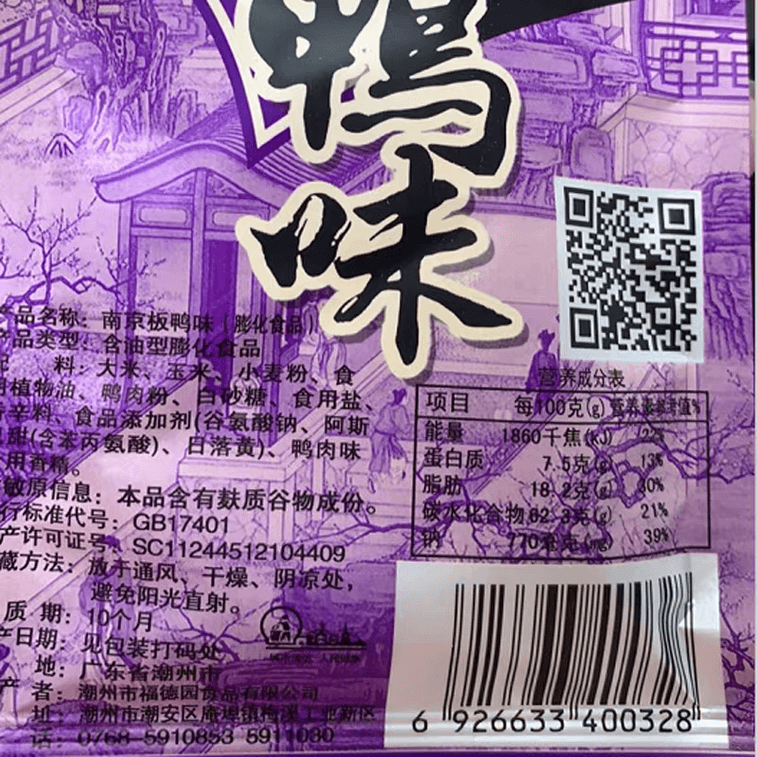 鸭
味
产品名称：南京板鸭味（膨化食品）
产品类型：含油型膨化食品
料：大米、玉米、小麦粉、食
用植物油、鸭肉粉、白砂糖、食用盐、
香辛料、食品添加剂(谷氨酸钠、阿斯
巴甜(含苯丙氨酸)、日落黄)、鸭肉味
食用香精。
敏原信息：本品含有麸质谷物成份。
行标准代号：GB17401
产许可证号：SC11244512104409
藏方法：放于通风、干燥、阴凉处，
避免阳光直射。
质期：10个月
产日期：见包装打码处
地：广东省潮州市
产者：潮州市福德园食品有限公司
址：潮州市潮安区庵埠镇梅溪工业新区
话：0768-5910853 5911030
营养成分表
项目 每100克(g) 营养素参考值%
能量 1860千焦(KJ) 22%
蛋白质 7.5克(g) 13%
脂肪 18.2克(g) 30%
碳水化合物 62.3克(g) 21%
钠 770毫克(mg) 39%
6 926633 400328